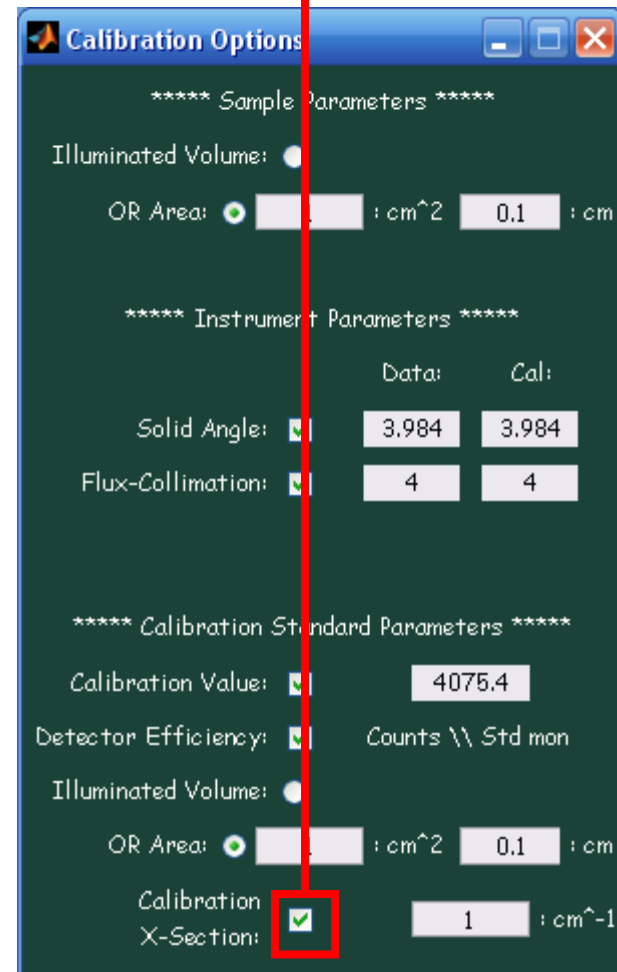 Calibration Options
***** Sample Parameters *****
Illuminated Volume:
OR Area: : cm^2 0.1 : cm
***** Instrument Parameters *****
Data: Cal:
Solid Angle: 3.984 3.984
Flux-Collimation: 4 4
***** Calibration Standard Parameters *****
Calibration Value: 4075.4
Detector Efficiency: Counts \\ Std mon
Illuminated Volume:
OR Area: : cm^2 0.1 : cm
Calibration
X-Section: 1 : cm^-1